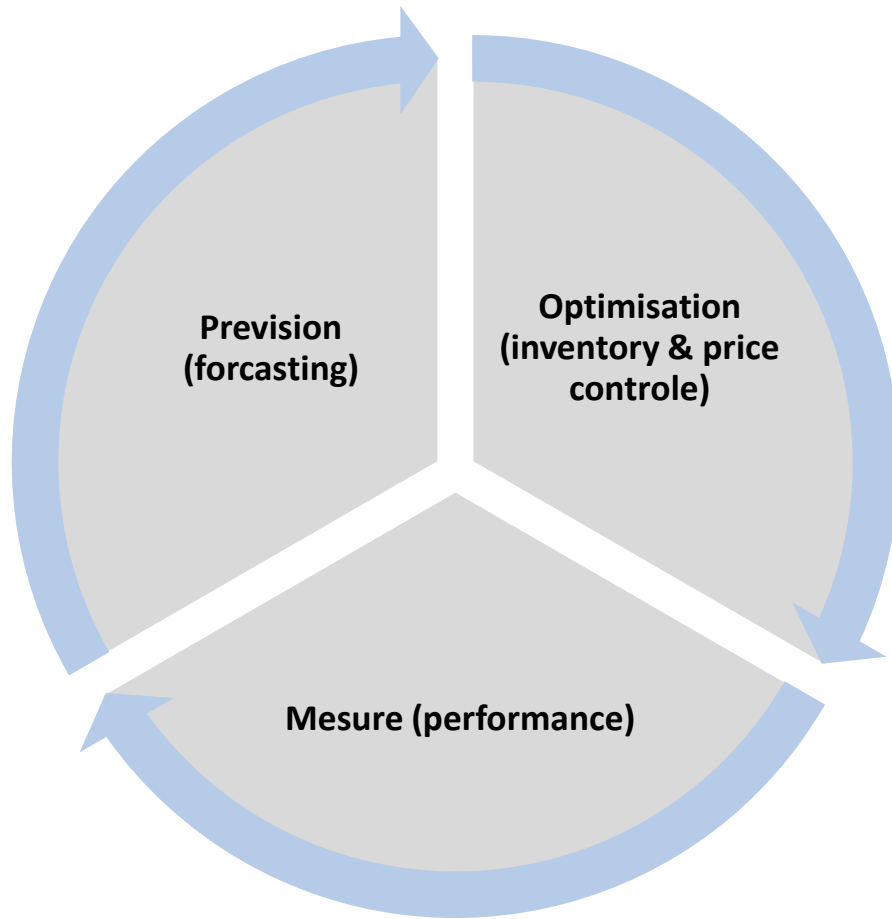 Prevision
(forcasting)
Optimisation
(inventory & price
controle)
Mesure (performance)